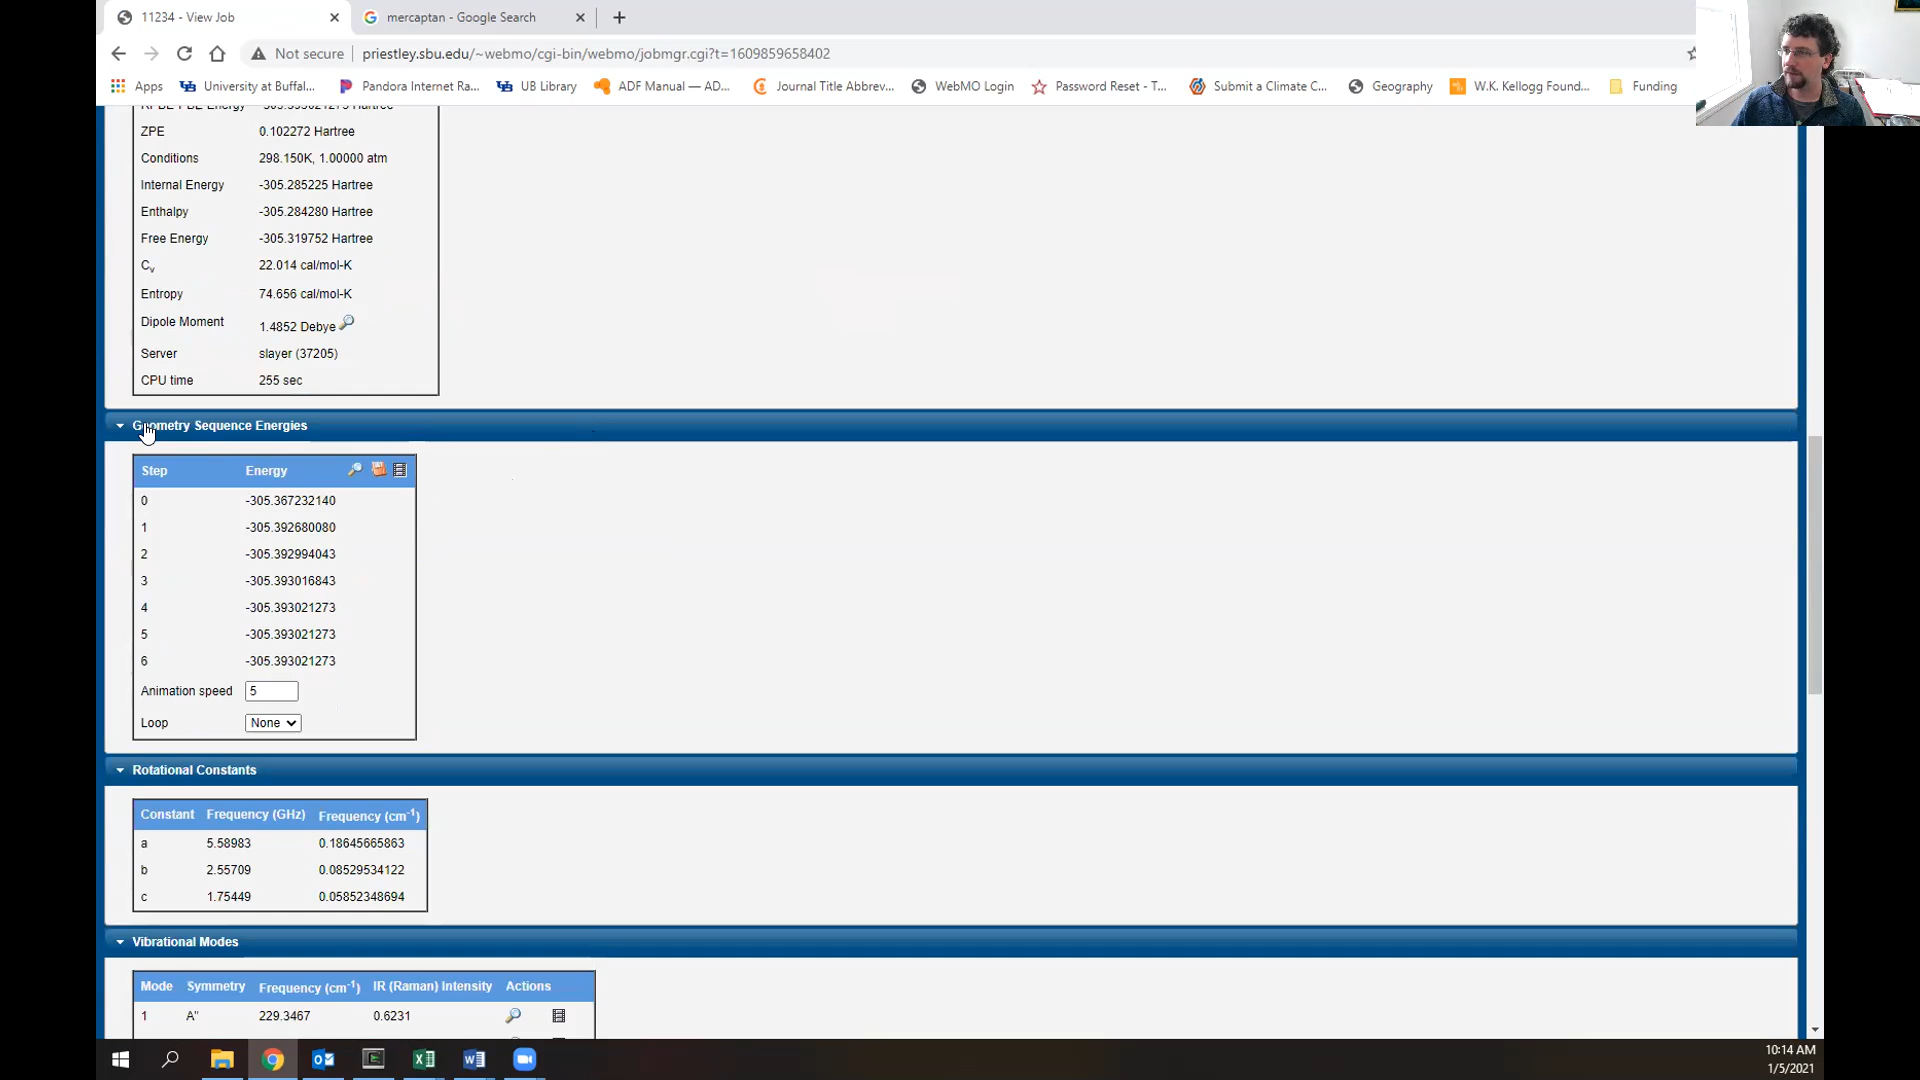 11234 - View Job
mercaptan - Google Search
Not secure
priestley.sbu.edu/~webmo/cgi-bin/webmo/jobmgr.cgi?t=1609859658402
Apps
University at Buffal...
Pandora Internet Ra...
UB Library
ADF Manual — AD...
Journal Title Abbrev...
WebMO Login
Password Reset - T...
Submit a Climate C...
Geography
W.K. Kellogg Foun...
Funding
ZPE 0.102272 Hartree
Conditions 298.150K, 1.00000 atm
Internal Energy -305.285225 Hartree
Enthalpy -305.284280 Hartree
Free Energy -305.319752 Hartree
Cv 22.014 cal/mol-K
Entropy 74.656 cal/mol-K
Dipole Moment 1.4852 Debye
Server slayer (37205)
CPU time 255 sec
Geometry Sequence Energies
Step Energy
0 -305.367232140
1 -305.392680080
2 -305.392994043
3 -305.393016843
4 -305.393021273
5 -305.393021273
6 -305.393021273
Animation speed 5
Loop None
Rotational Constants
Constant Frequency (GHz) Frequency (cm-1)
a 5.58983 0.18645665863
b 2.55709 0.08529534122
c 1.75449 0.05852348694
Vibrational Modes
Mode Symmetry Frequency (cm-1) IR (Raman) Intensity Actions
1 A" 229.3467 0.6231
10:14 AM
1/5/2021